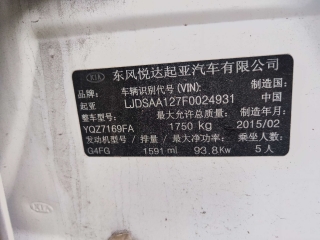 KIA 东风悦达起亚汽车有限公司
品牌: 车辆识别代号(VIN): 制造国:
起亚 LJDSAA127F0024931 中国
整车型号: 最大允许总质量: 制造年月:
YQZ7169FA 1750 kg 2015/02
发动机型号/排量/最大净功率: 乘坐人数:
G4FG 1591 ml 93.8Kw 5人